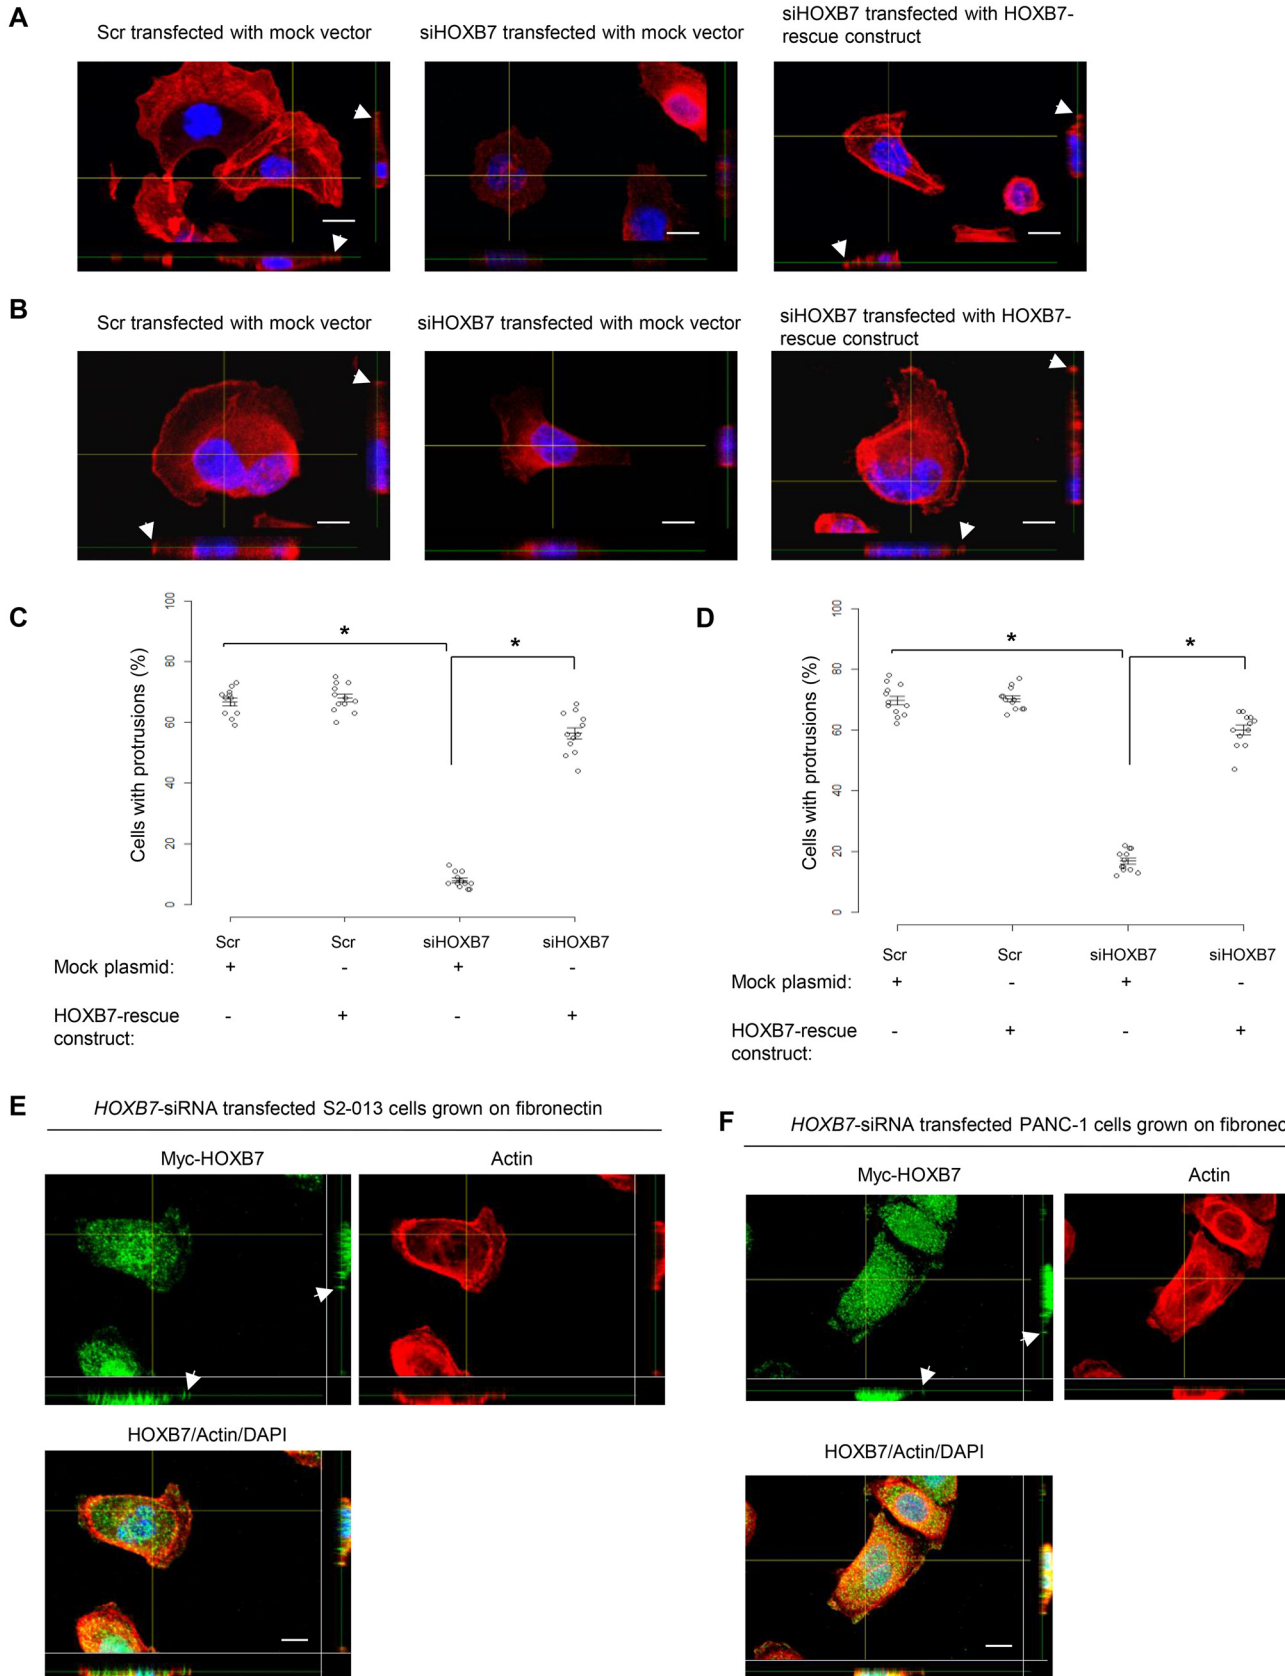 A
Scr transfected with mock vector
siHOXB7 transfected with mock vector
siHOXB7 transfected with HOXB7-
rescue construct
B
Scr transfected with mock vector
siHOXB7 transfected with mock vector
siHOXB7 transfected with HOXB7-
rescue construct
C
Cells with protrusions (%)
100
80
60
40
20
0
*
*
Scr Scr siHOXB7 siHOXB7
Mock plasmid: + - + -
HOXB7-rescue - + - +
construct:
D
Cells with protrusions (%)
100
80
60
40
20
0
*
*
Scr Scr siHOXB7 siHOXB7
Mock plasmid: + - + -
HOXB7-rescue - + - +
construct:
E
HOXB7-siRNA transfected S2-013 cells grown on fibronectin
Myc-HOXB7 Actin
HOXB7/Actin/DAPI
F
HOXB7-siRNA transfected PANC-1 cells grown on fibronec
Myc-HOXB7 Actin
HOXB7/Actin/DAPI